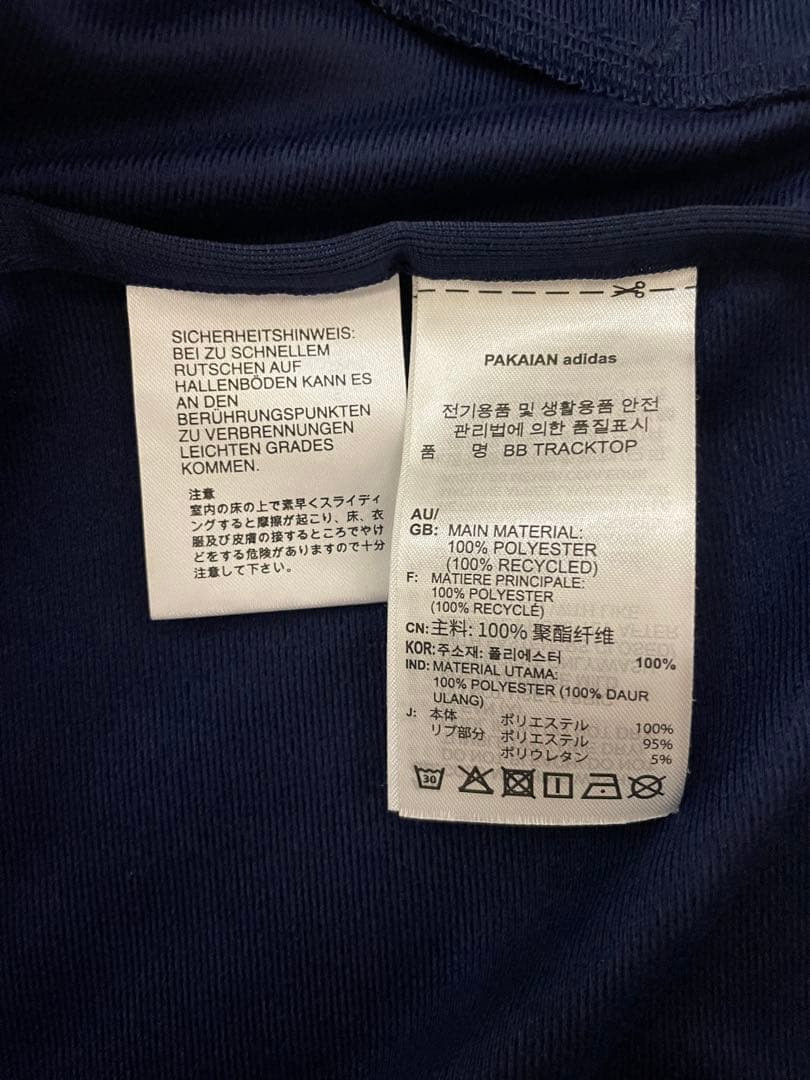 SICHERHEITSHINWEIS:
BEI ZU SCHNELLEM
RUTSCHEN AUF
HALLENBÖDEN KANN ES
AN DEN
BERÜHRUNGSPUNKTEN
ZU VERBRENNUNGEN
LEICHTEN GRADES
KOMMEN.
注意
室内の床の上で素早くスライディ
ングすると摩擦が起こり、床、衣
服及び皮膚の接するところでやけ
どをする危険がありますので十分
注意して下さい。
PAKAIAN adidas
전기용품 및 생활용품 안전
관리법에 의한 품질표시
품 명 BB TRACKTOP
AU/
GB: MAIN MATERIAL:
100% POLYESTER
(100% RECYCLED)
F: MATIERE PRINCIPALE:
100% POLYESTER
(100% RECYCLÉ)
CN: 主料: 100% 聚酯纤维
KOR: 주소재: 폴리에스터 100%
IND: MATERIAL UTAMA:
100% POLYESTER (100% DAUR
ULANG)
J: 本体 ポリエステル 100%
リブ部分 ポリエステル 95%
ポリウレタン 5%
30